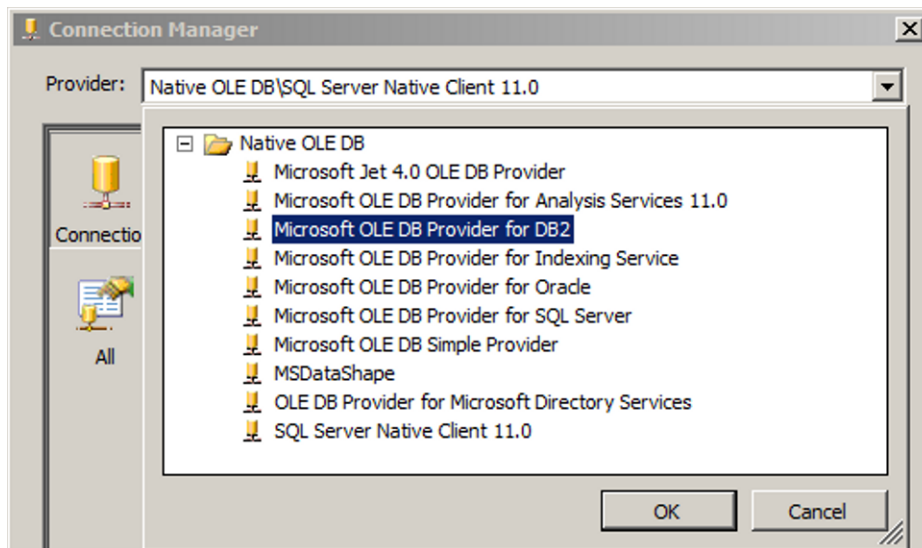 Connection Manager
Provider: Native OLE DB\SQL Server Native Client 11.0
Native OLE DB
Microsoft Jet 4.0 OLE DB Provider
Microsoft OLE DB Provider for Analysis Services 11.0
Connectio
Microsoft OLE DB Provider for DB2
Microsoft OLE DB Provider for Indexing Service
Microsoft OLE DB Provider for Oracle
Microsoft OLE DB Provider for SQL Server
All
Microsoft OLE DB Simple Provider
MSDataShape
OLE DB Provider for Microsoft Directory Services
SQL Server Native Client 11.0
OK Cancel